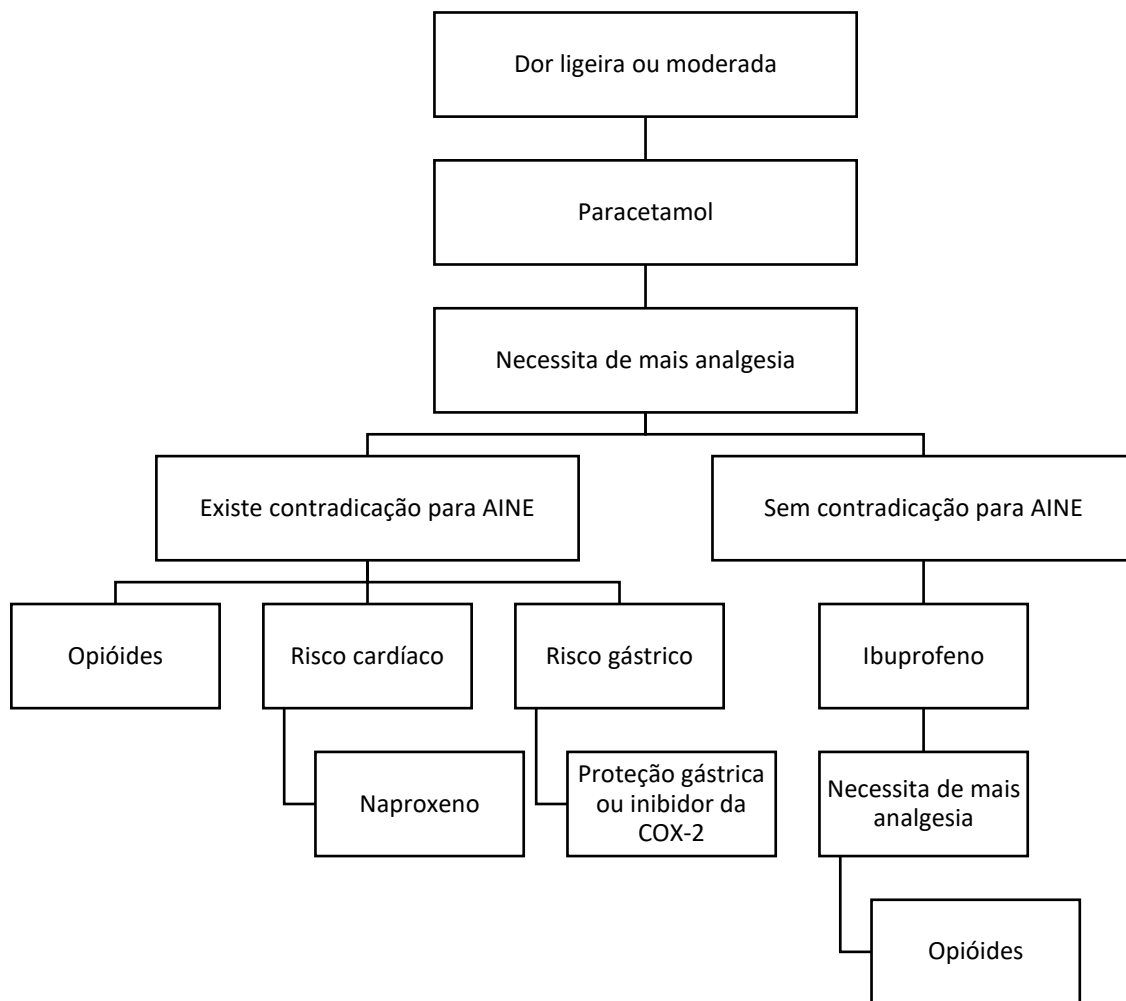 Dor ligeira ou moderada
Paracetamol
Necessita de mais analgesia
Existe contradicação para AINE
Sem contradicação para AINE
Opióides
Risco cardíaco
Risco gástrico
Ibuprofeno
Naproxeno
Proteção gástrica
ou inibidor da
COX-2
Necessita de mais
analgesia
Opióides